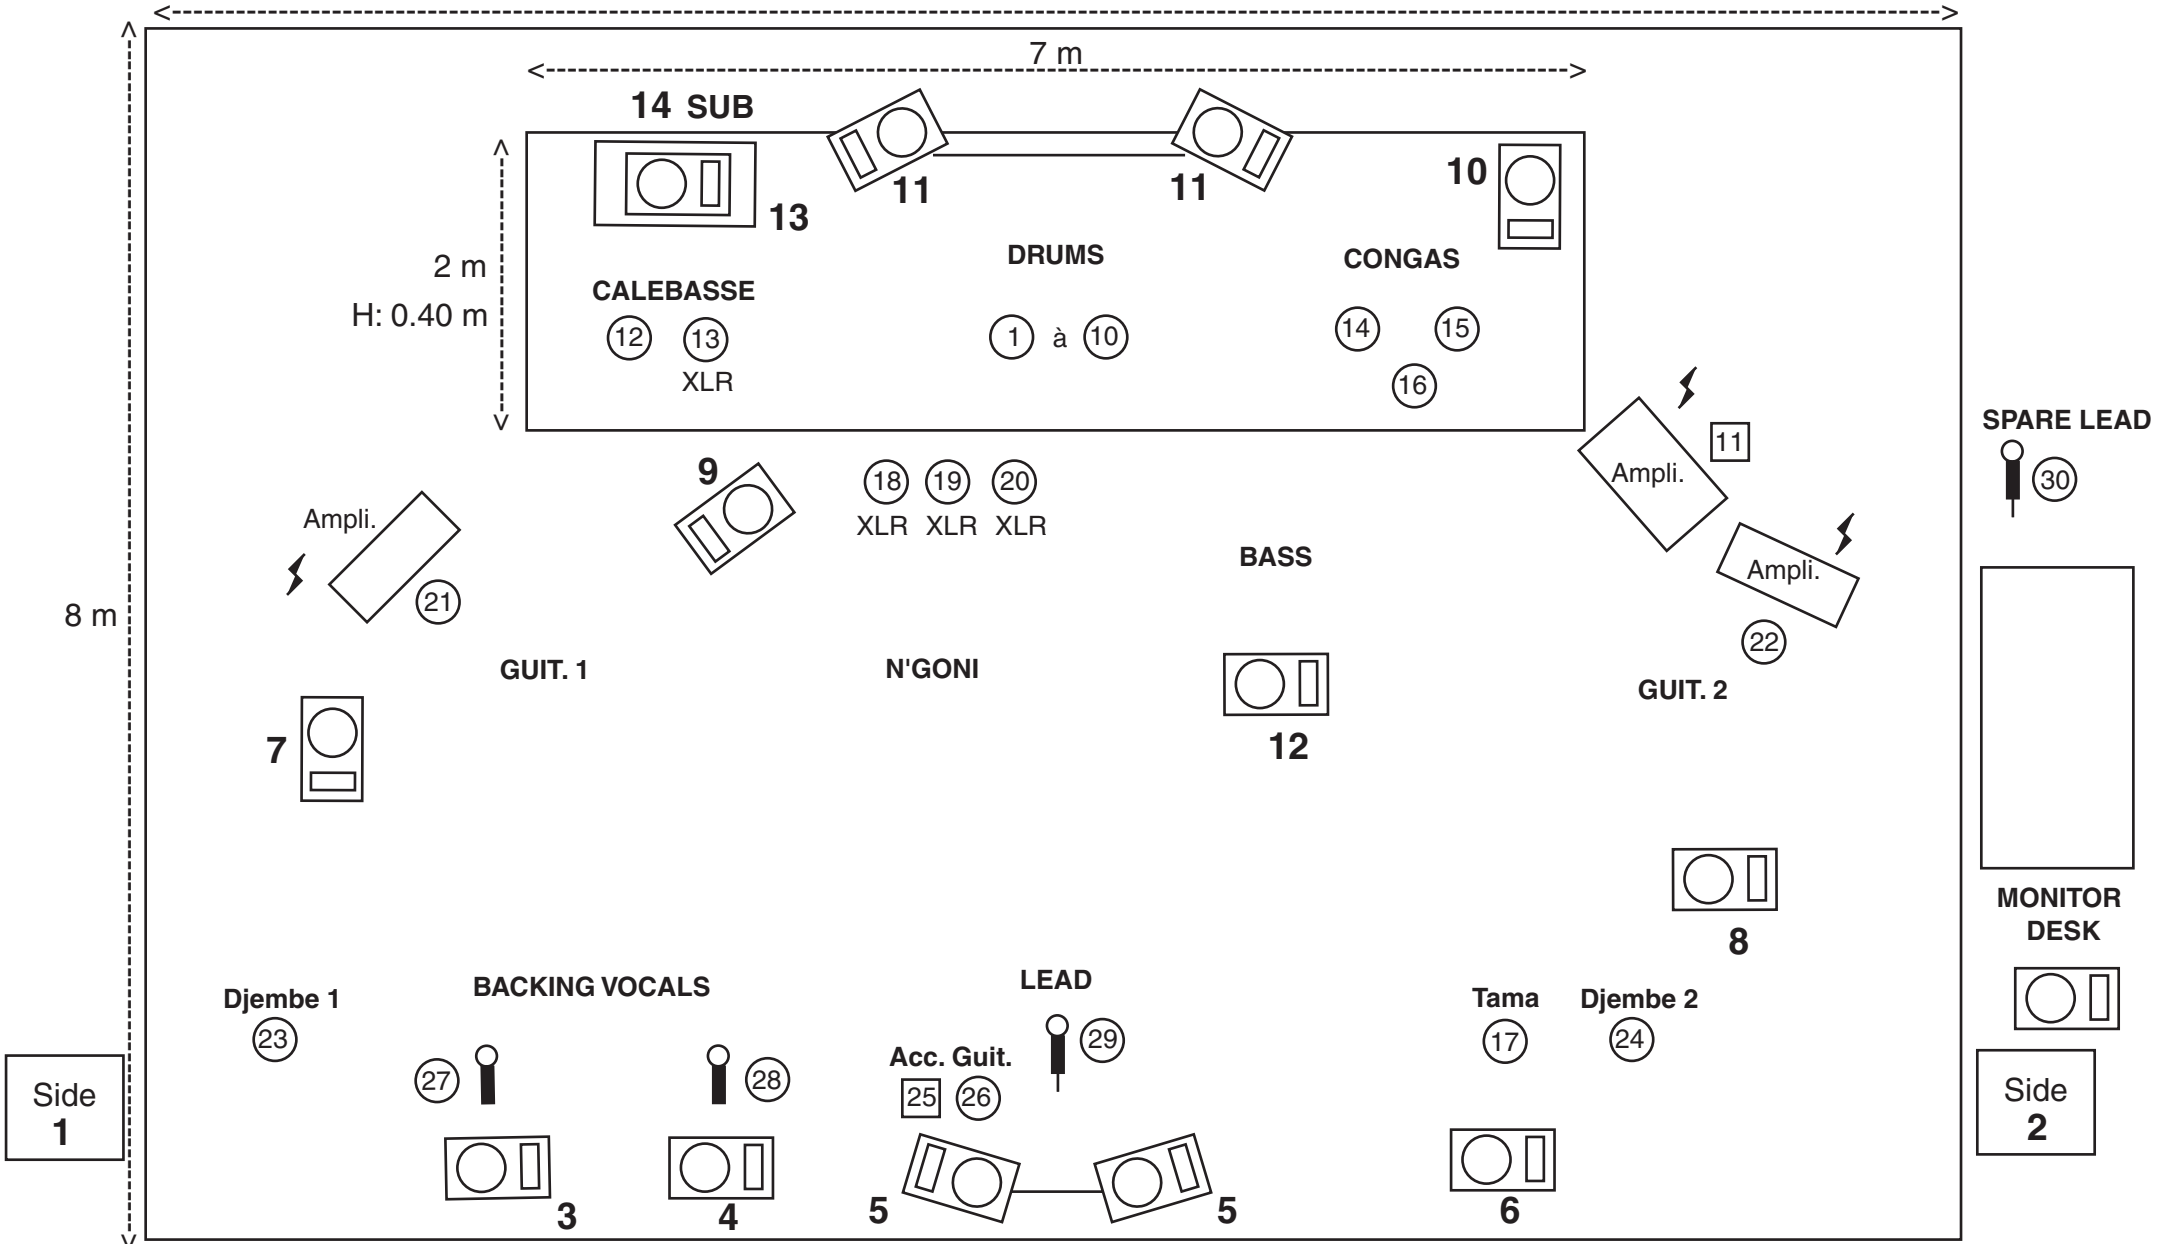 7 m
14 SUB
11
11
10
13
2 m
H: 0.40 m
DRUMS
CONGAS
CALEBASSE
12
13
XLR
1 à 10
14
15
16
SPARE LEAD
30
Ampli.
11
9
18 19 20
XLR XLR XLR
Ampli.
21
BASS
Ampli.
22
8 m
GUIT. 1
N'GONI
GUIT. 2
7
12
8
MONITOR
DESK
Djembe 1
23
BACKING VOCALS
27
28
LEAD
29
Acc. Guit.
25 26
Tama
17
Djembe 2
24
Side
1
Side
2
3
4
5
5
6